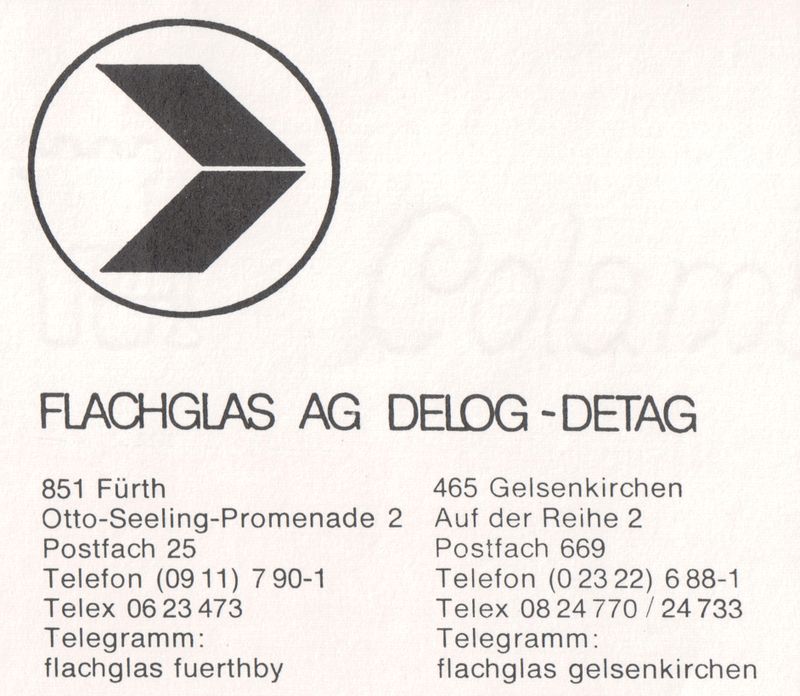 FLACHGLAS AG DELOG-DETAG
851 Fürth
Otto-Seeling-Promenade 2
Postfach 25
Telefon (09 11) 7 90-1
Telex 06 23 473
Telegramm:
flachglas fuerthby
465 Gelsenkirchen
Auf der Reihe 2
Postfach 669
Telefon (0 23 22) 6 88-1
Telex 08 24 770 / 24 733
Telegramm:
flachglas gelsenkirchen